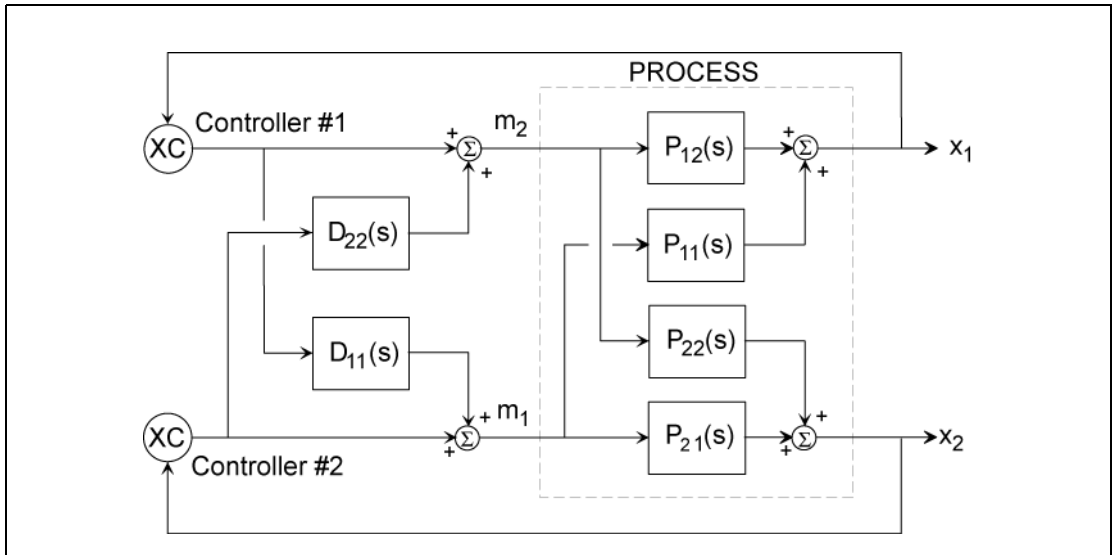 PROCESS
Controller #1
XC
+
m2
Σ
+
P12(s)
+
Σ
+
x1
D22(s)
P11(s)
D11(s)
P22(s)
XC
Controller #2
+
m1
Σ
+
P21(s)
+
Σ
+
x2